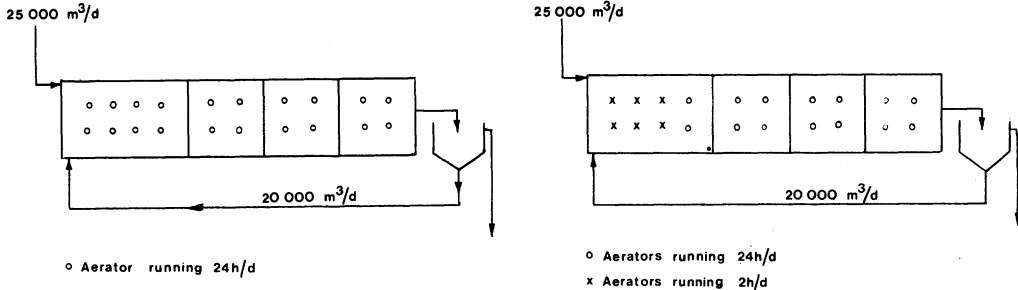 25 000 m³/d
20 000 m³/d
o Aerator running 24h/d
25 000 m³/d
x x x o
x x x o
20 000 m³/d
o Aerators running 24h/d
x Aerators running 2h/d